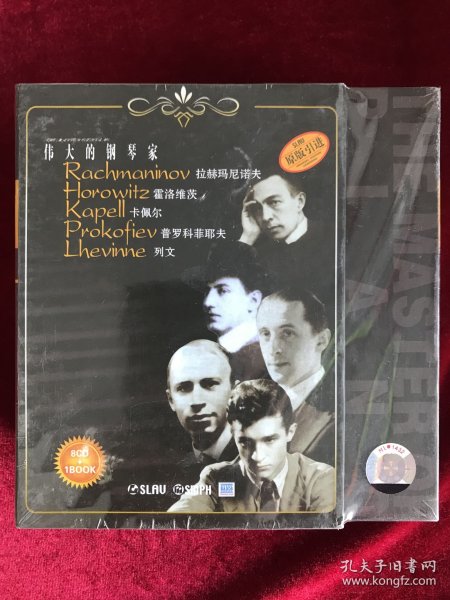 伟大的钢琴家
Rachmaninov 拉赫玛尼诺夫
Horowitz 霍洛维茨
Kapell 卡佩尔
Prokofiev 普罗科菲耶夫
Lhevinne 列文
原版引进
8CD
1BOOK
SLAV
THE MASTER
孔夫子旧书网
www.kongfz.com